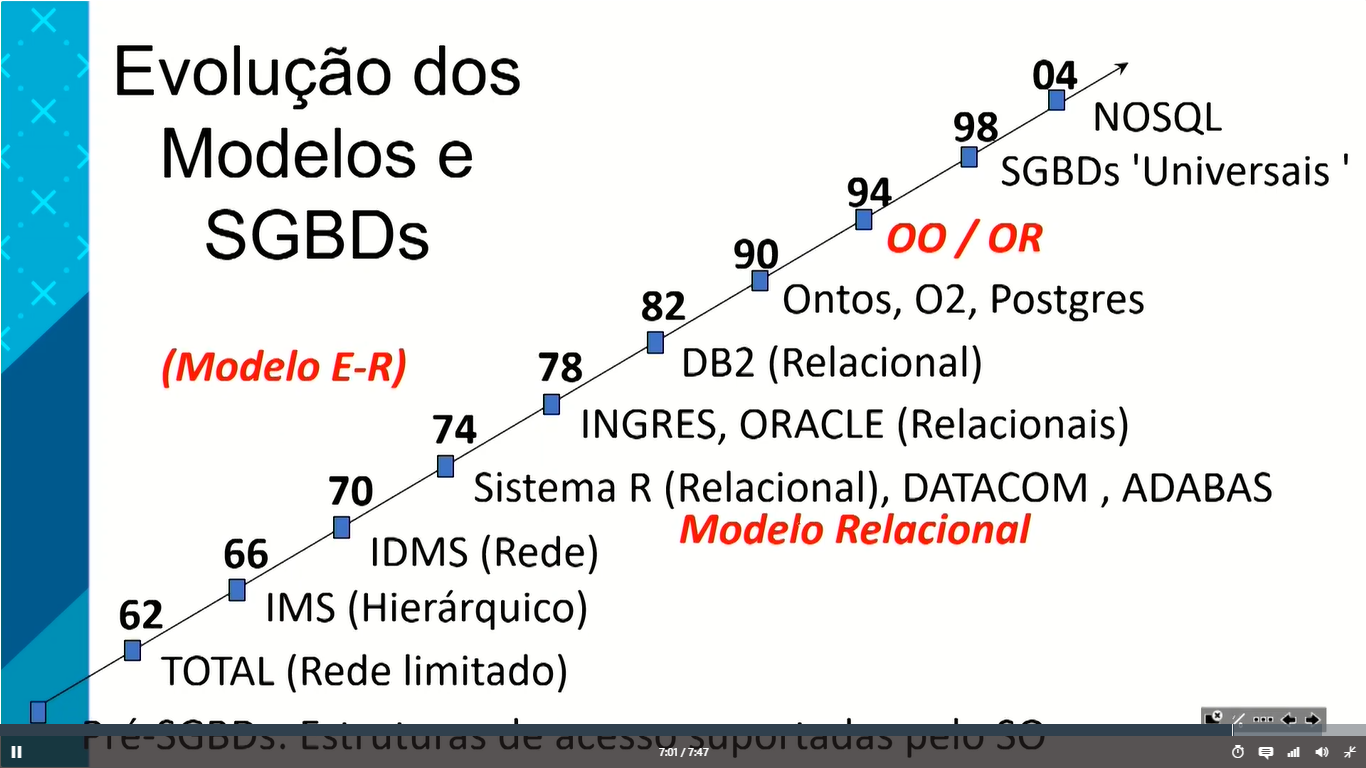 Evolução dos
Modelos e
SGBDs
04
NOSQL
98
SGBDs 'Universais '
94
OO / OR
90
Ontos, O2, Postgres
82
DB2 (Relacional)
(Modelo E-R)
78
INGRES, ORACLE (Relacionais)
74
Sistema R (Relacional), DATACOM , ADABAS
Modelo Relacional
70
IDMS (Rede)
66
IMS (Hierárquico)
62
TOTAL (Rede limitado)
Pré-SGBDs: Estruturas de acesso suportadas pelo SO
7:01 / 7:47